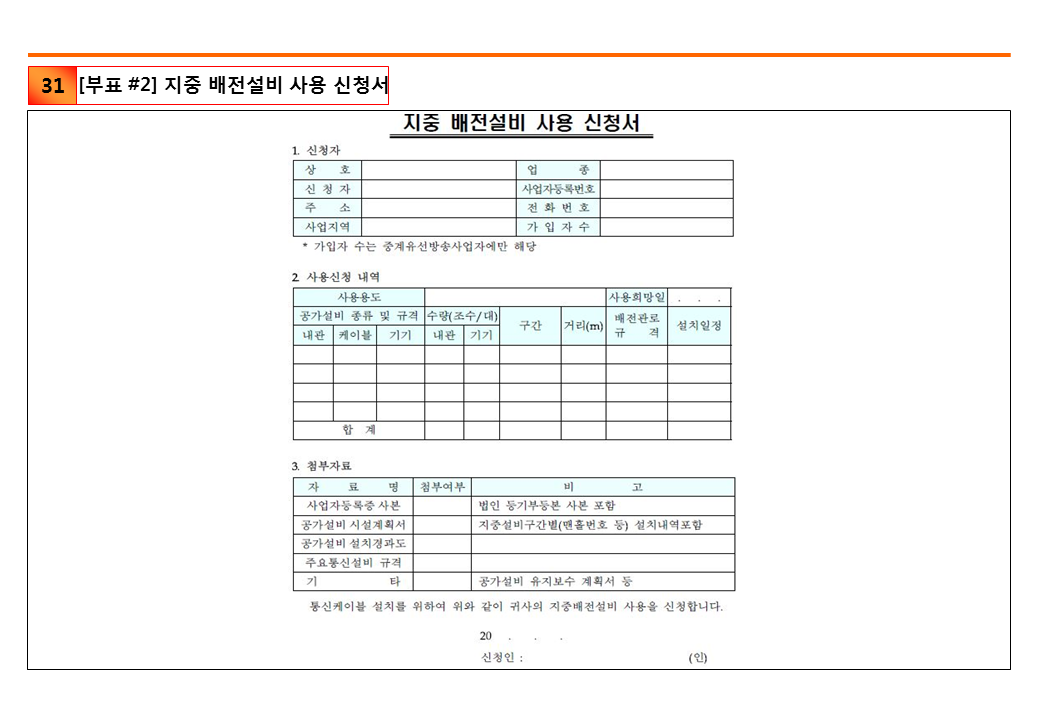 31 [부표 #2] 지중 배전설비 사용 신청서
지중 배전설비 사용 신청서
1. 신청자
상 호 업 종
신 청 자 사업자등록번호
주 소 전 화 번 호
사업지역 가 입 자 수
* 가입자 수는 중계유선방송사업자에만 해당
2. 사용신청 내역
사용용도 사용희망일 . . .
공가설비 종류 및 규격 수량(조수/대) 구간 거리(m) 배전관로 규 격 설치일정
내관 케이블 기기 내관 기기
합 계
3. 첨부자료
자 료 명 첨부여부 비 고
사업자등록증 사본 법인 등기부등본 사본 포함
공가설비 시설계획서 지중설비구간별(맨홀번호 등) 설치내역포함
공가설비 설치경과도
주요통신설비 규격
기 타 공가설비 유지보수 계획서 등
통신케이블 설치를 위하여 위와 같이 귀사의 지중배전설비 사용을 신청합니다.
20 . . .
신청인 : (인)